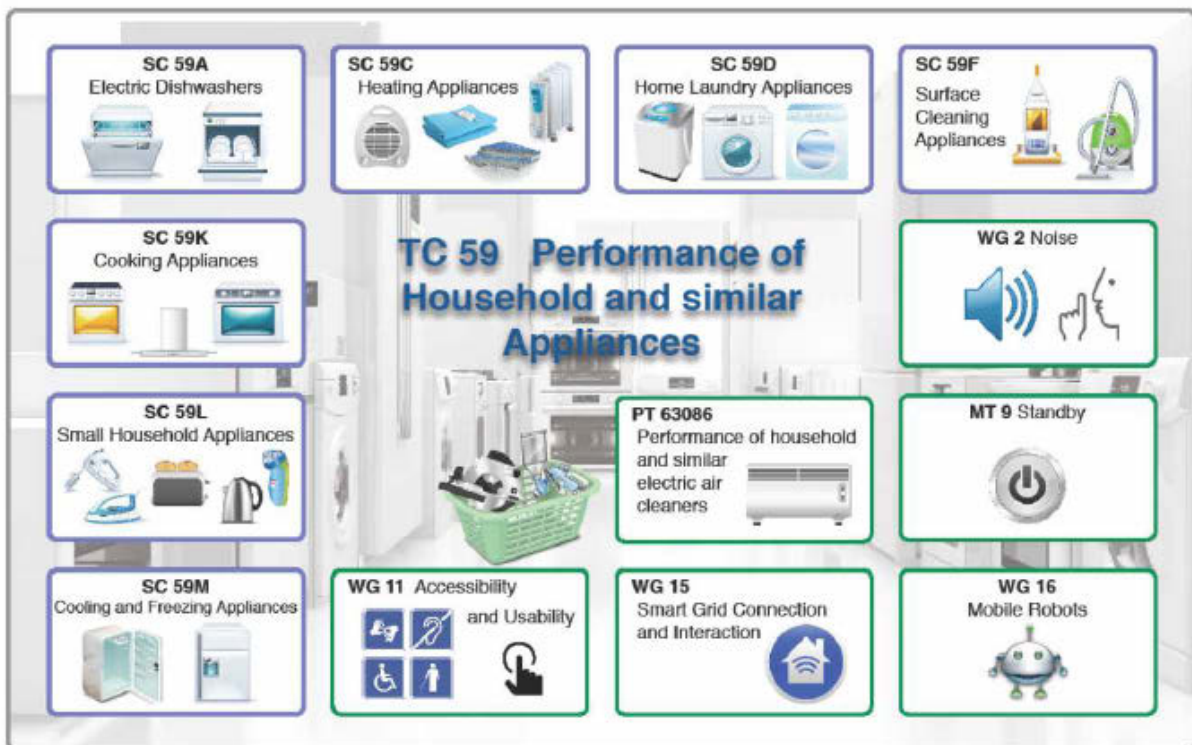 SC 59A
Electric Dishwashers
SC 59C
Heating Appliances
SC 59D
Home Laundry Appliances
SC 59F
Surface
Cleaning
Appliances
SC 59K
Cooking Appliances
TC 59 Performance of
Household and similar
Appliances
WG 2 Noise
SC 59L
Small Household Appliances
PT 63086
Performance of household
and similar
electric air
cleaners
MT 9 Standby
SC 59M
Cooling and Freezing Appliances
WG 11 Accessibility
and Usability
WG 15
Smart Grid Connection
and Interaction
WG 16
Mobile Robots